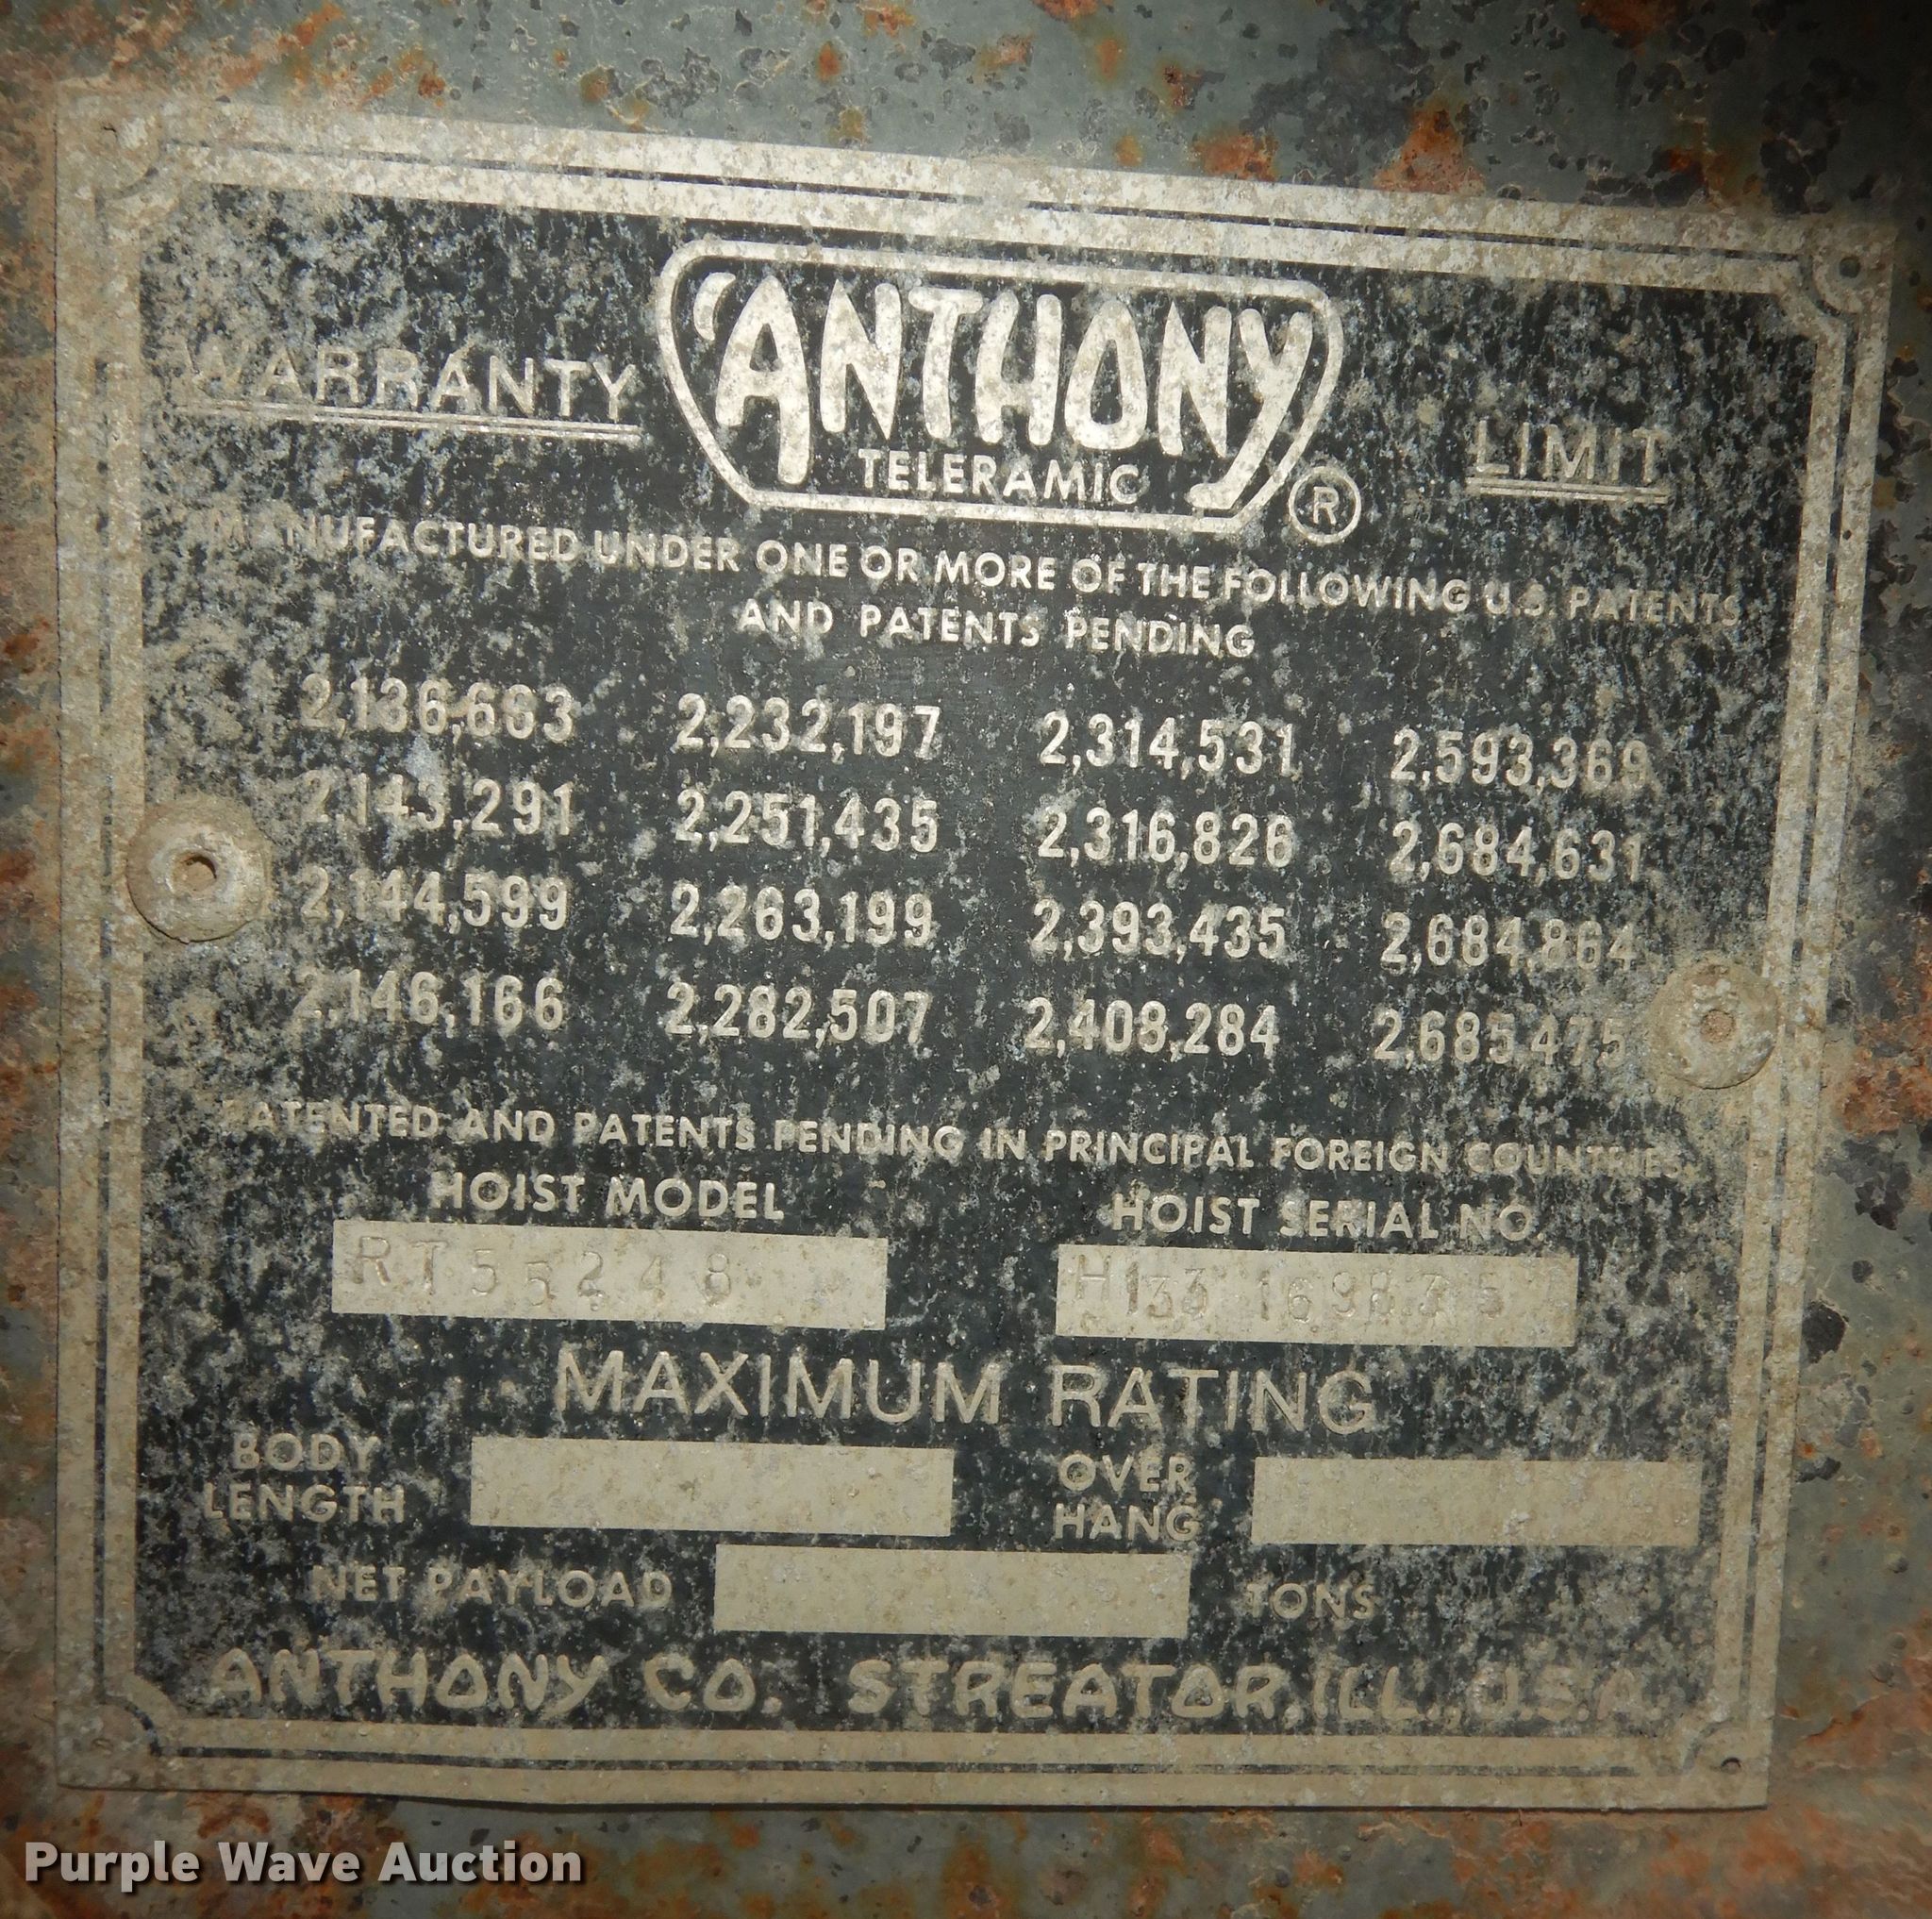 WARRANTY ANTHONY LIMIT
TELERAMIC ®
MANUFACTURED UNDER ONE OR MORE OF THE FOLLOWING U.S. PATENTS
AND PATENTS PENDING
2,136,663 2,232,197 2,314,531 2,593,369
2,143,291 2,251,435 2,316,826 2,684,631
2,144,599 2,263,199 2,393,435 2,684,864
2,146,166 2,282,507 2,408,284 2,685,475
PATENTED AND PATENTS PENDING IN PRINCIPAL FOREIGN COUNTRIES.
HOIST MODEL HOIST SERIAL NO.
RT55248 H133
MAXIMUM RATING
BODY LENGTH OVER HANG
NET PAYLOAD TONS
ANTHONY CO. STREATOR, ILL., U.S.A.
Purple Wave Auction